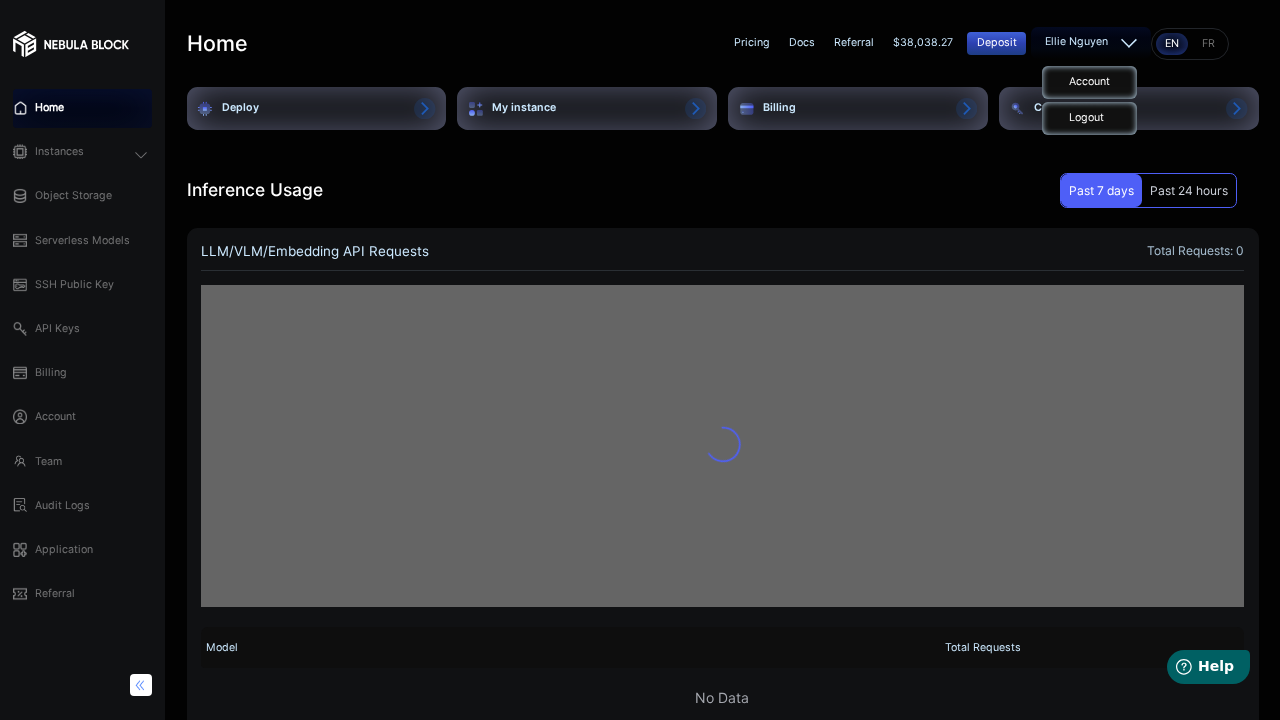 NEBULA BLOCK
Home
Instances
Object Storage
Serverless Models
SSH Public Key
API Keys
Billing
Account
Team
Audit Logs
Application
Referral
Home
Pricing
Docs
Referral
$38,038.27
Deposit
Ellie Nguyen
EN
FR
Account
Logout
Deploy
My instance
Billing
Inference Usage
Past 7 days
Past 24 hours
LLM/VLM/Embedding API Requests
Total Requests: 0
Model
Total Requests
No Data
Help